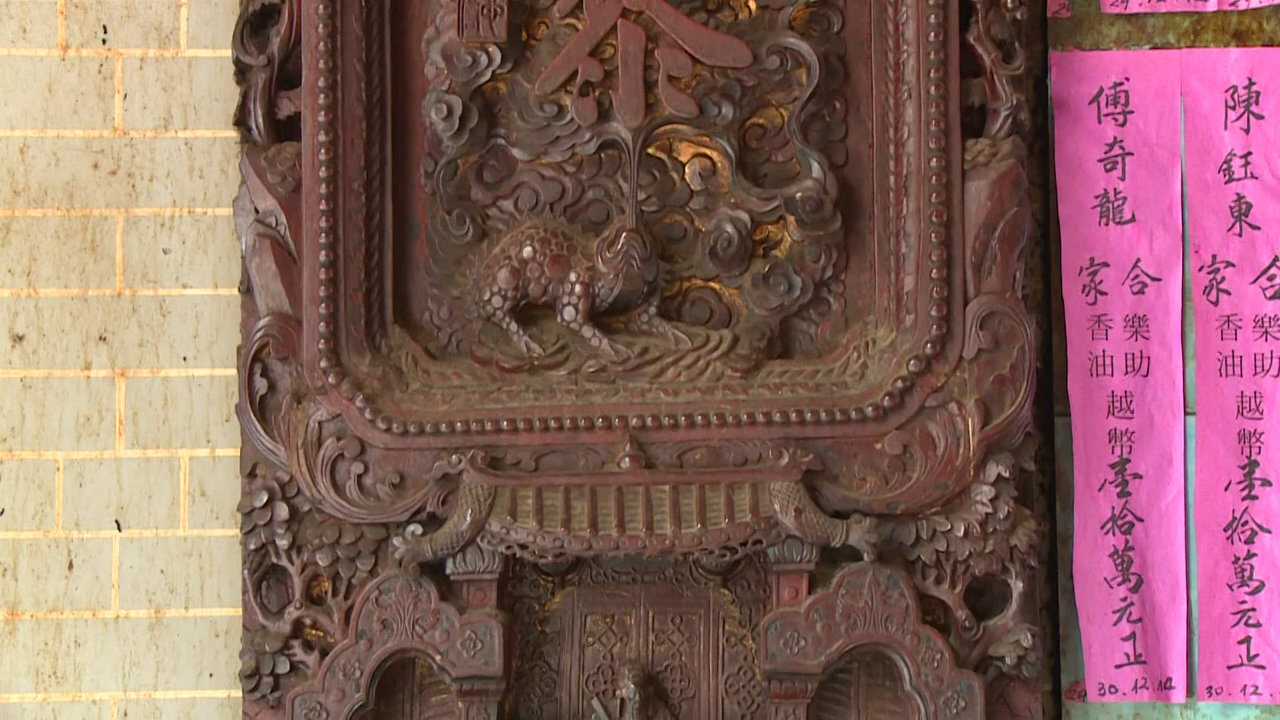 傅奇龍
合家
樂助
香油
越幣
壹拾萬元正
30.12.14
陳鈺東
合家
樂助
香油
越幣
壹拾萬元正
30.12.